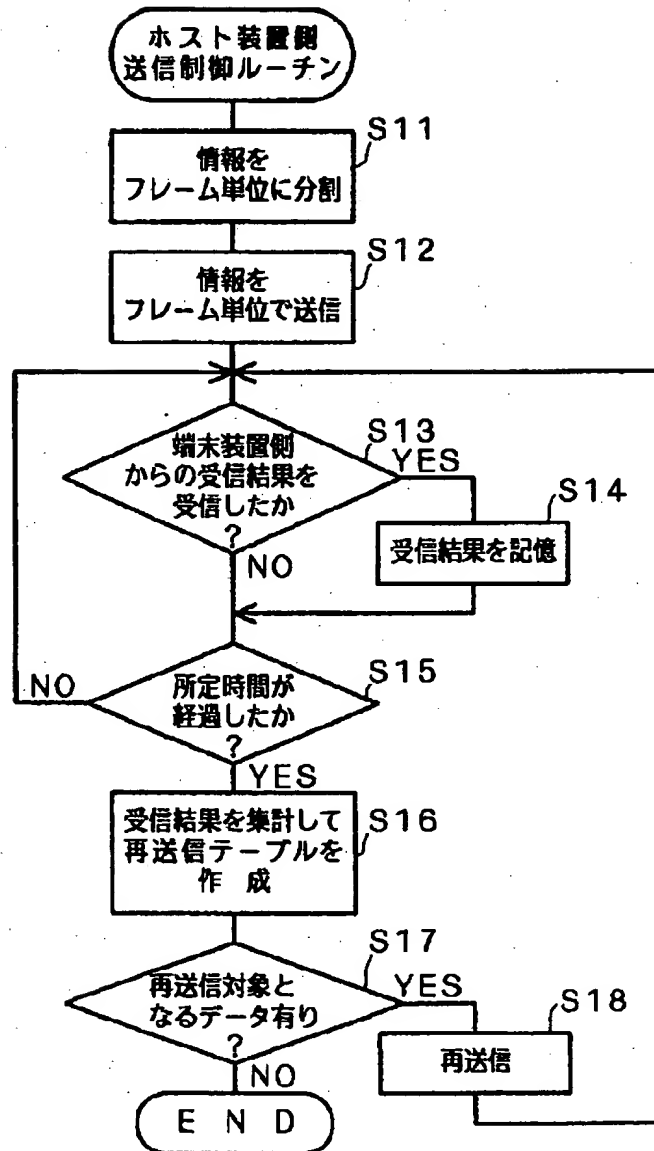 ホスト装置側
送信制御ルーチン
S11
情報を
フレーム単位に分割
S12
情報を
フレーム単位で送信
S13
端末装置側
からの受信結果を
受信したか
?
YES
NO
S14
受信結果を記憶
S15
所定時間が
経過したか
?
NO
YES
S16
受信結果を集計して
再送信テーブルを
作 成
S17
再送信対象と
なるデータ有り
?
YES
NO
S18
再送信
E N D